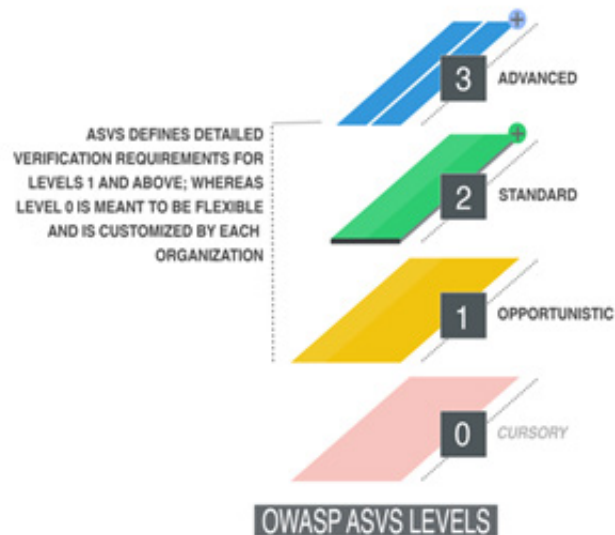 3 ADVANCED
ASVS DEFINES DETAILED
VERIFICATION REQUIREMENTS FOR
LEVELS 1 AND ABOVE; WHEREAS
LEVEL 0 IS MEANT TO BE FLEXIBLE
AND IS CUSTOMIZED BY EACH
ORGANIZATION
2 STANDARD
1 OPPORTUNISTIC
0 CURSORY
OWASP ASVS LEVELS